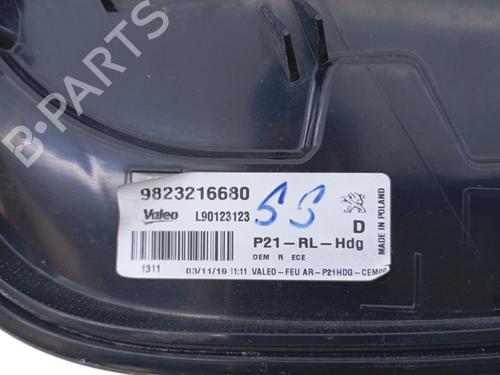 B-PARTS
9823216680
Valeo L90123123
SS
D
MADE IN POLAND
P21-RL-Hdg
OEM R ECE
1311
03/11/19 11:11 VALEO-FEU AR-P21HDG-CEM00